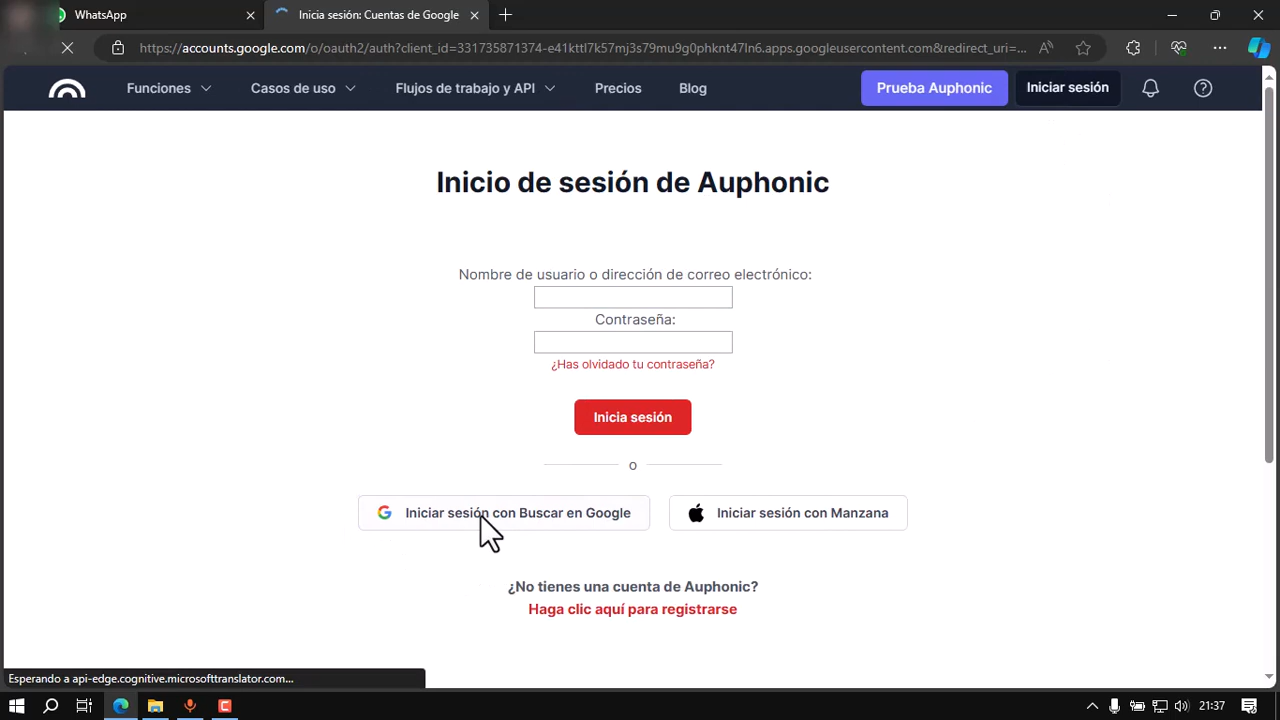 WhatsApp
Inicia sesión: Cuentas de Google
https://accounts.google.com/o/oauth2/auth?client_id=331735871374-e41kttl7k57mj3s79mu9g0phknt47ln6.apps.googleusercontent.com&redirect_uri=...
Funciones
Casos de uso
Flujos de trabajo y API
Precios
Blog
Prueba Auphonic
Iniciar sesión
Inicio de sesión de Auphonic
Nombre de usuario o dirección de correo electrónico:
Contraseña:
¿Has olvidado tu contraseña?
Inicia sesión
o
Iniciar sesión con Buscar en Google
Iniciar sesión con Manzana
¿No tienes una cuenta de Auphonic?
Haga clic aquí para registrarse
Esperando a api-edge.cognitive.microsofttranslator.com...
21:37